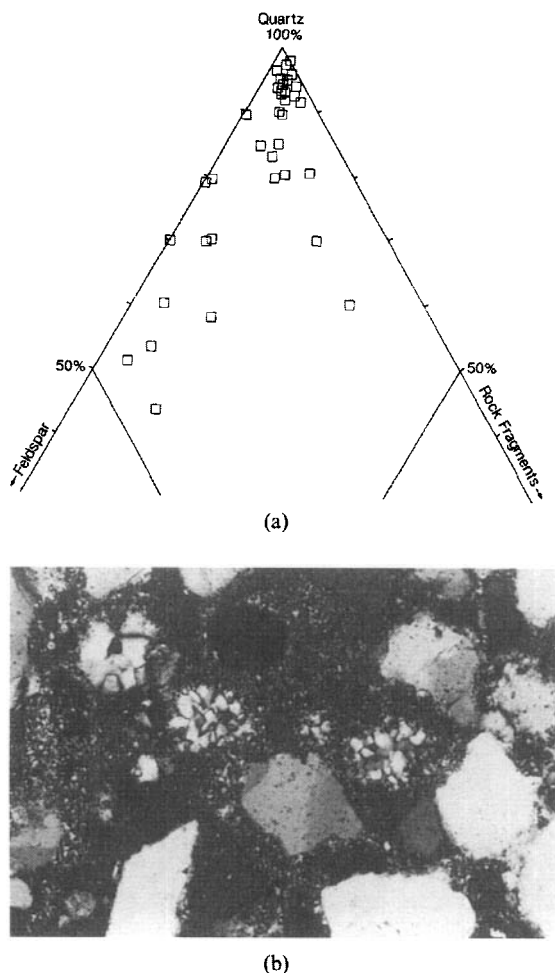 Quartz
100%
50%
50%
←Feldspar
Rock Fragments→
(a)
(b)